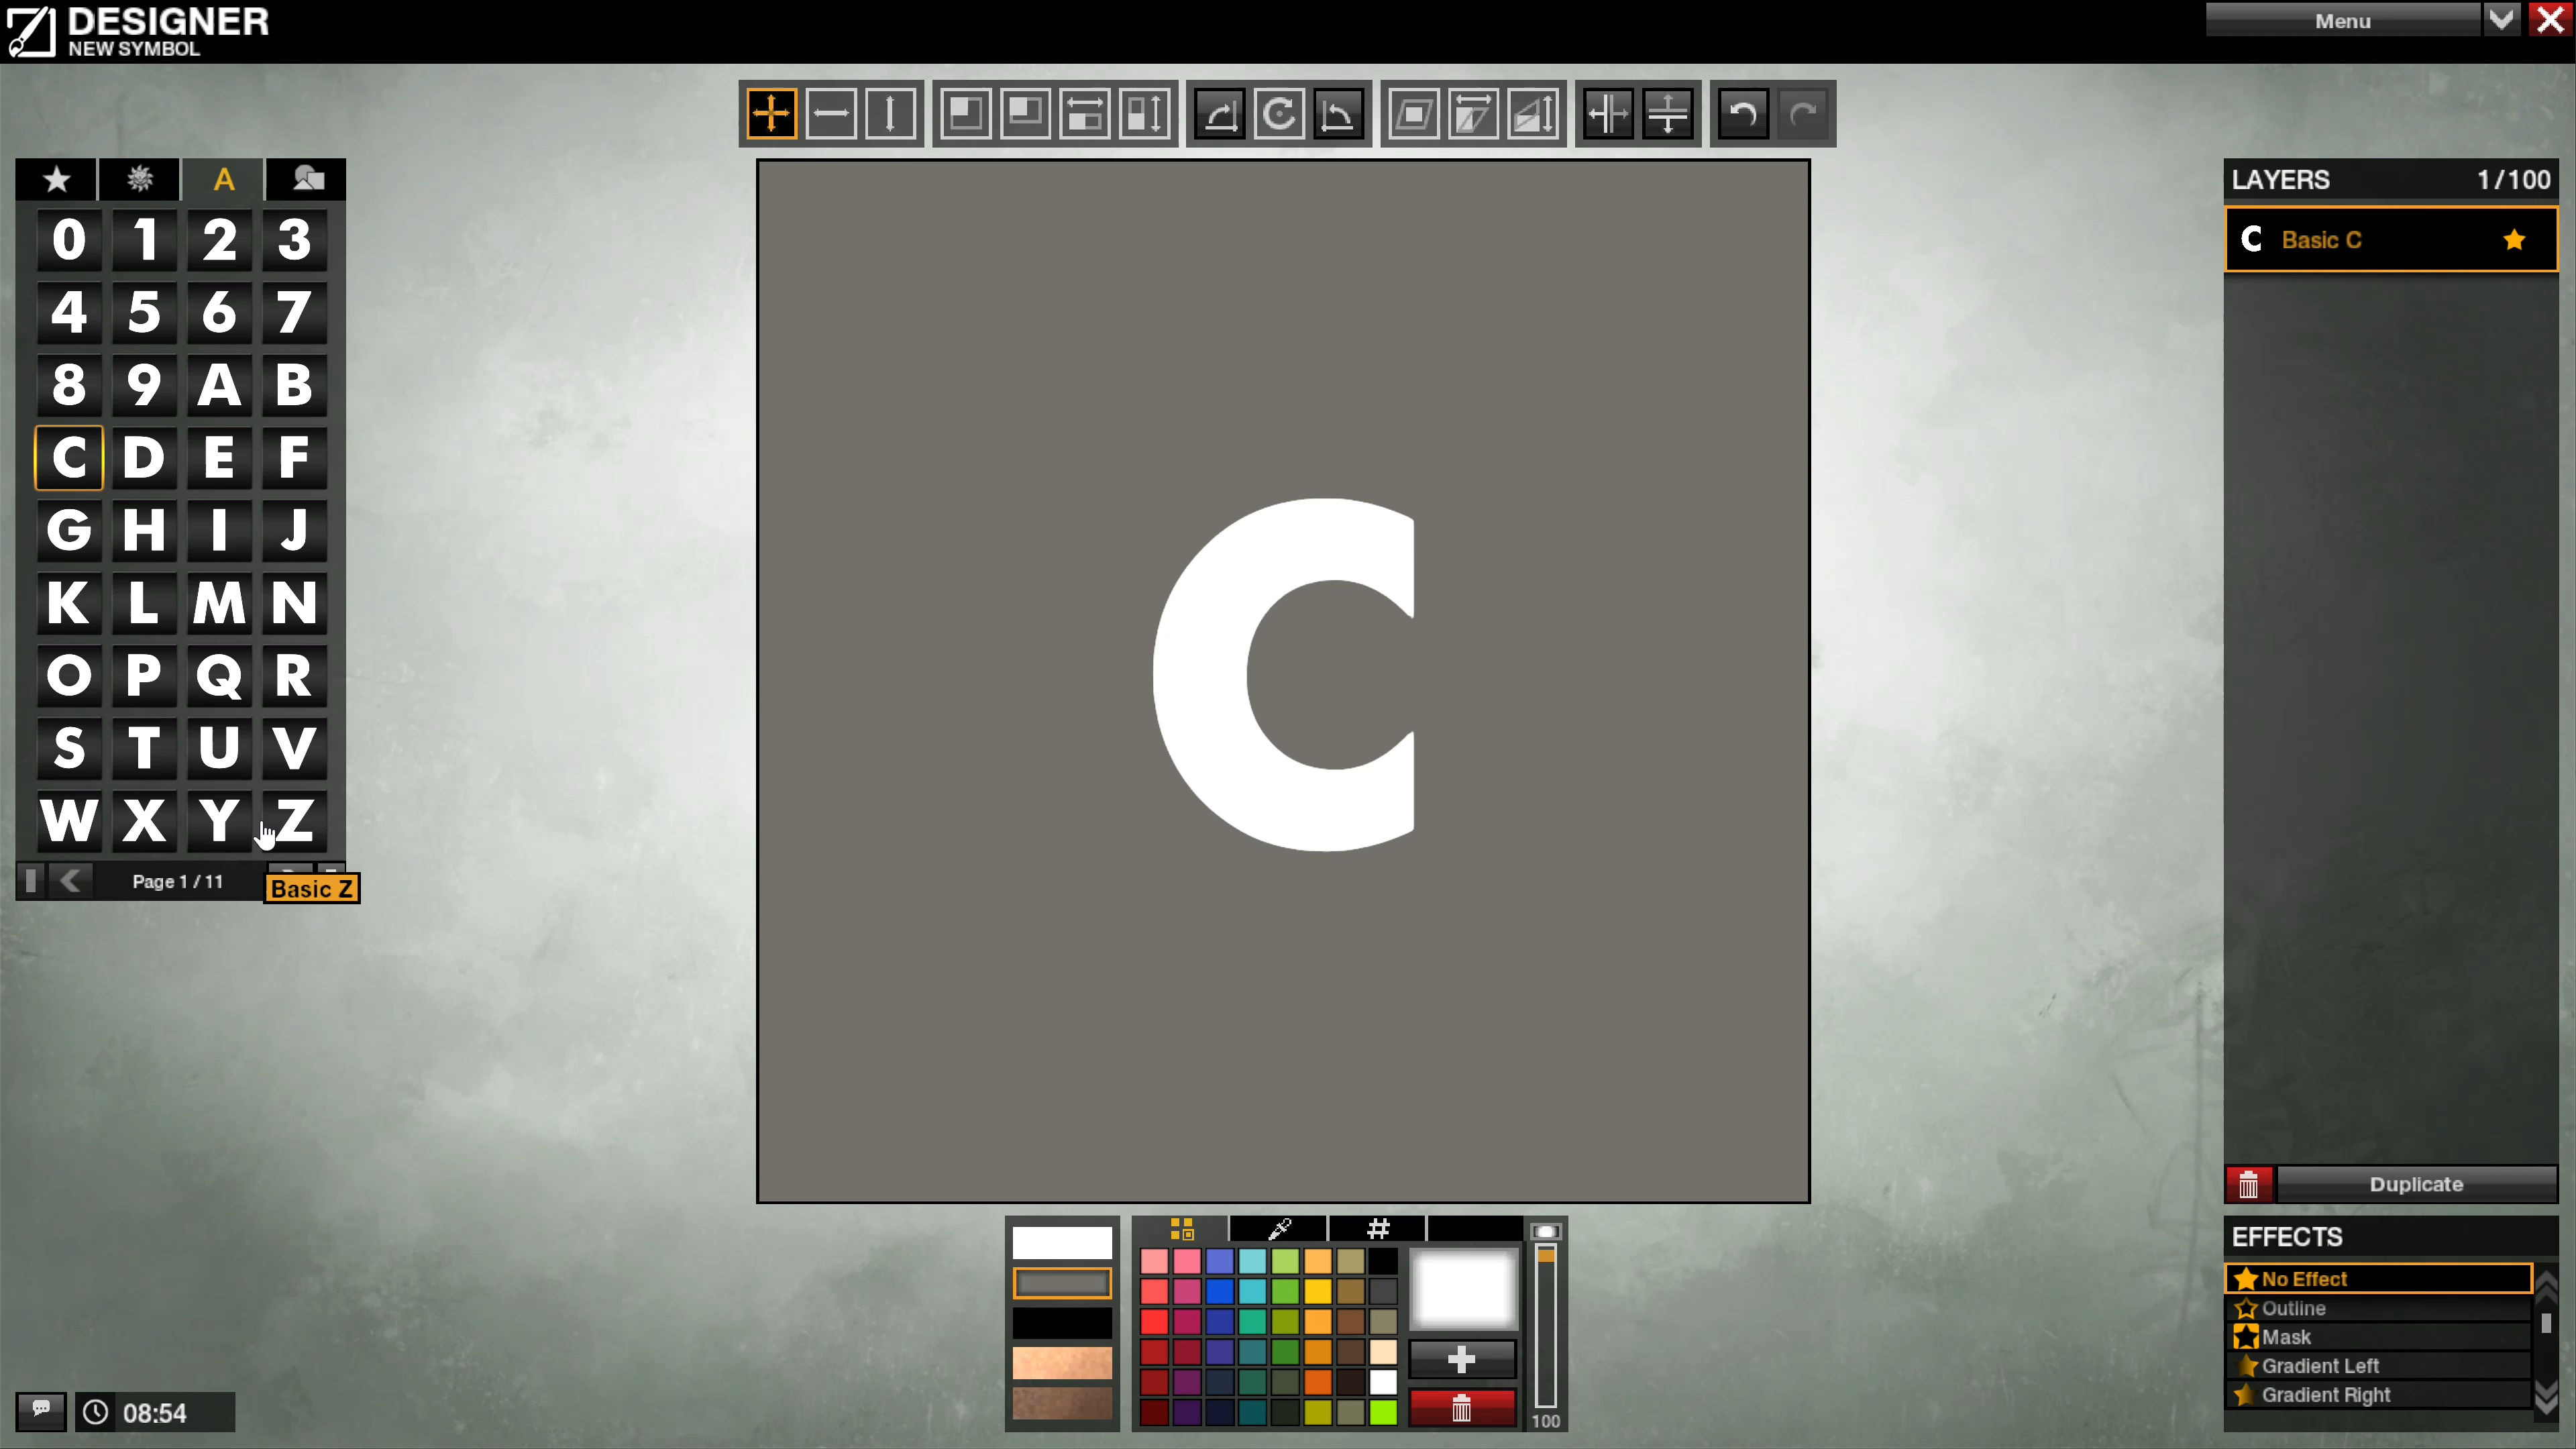 DESIGNER
NEW SYMBOL
Menu
A
0 1 2 3
4 5 6 7
8 9 A B
C D E F
G H I J
K L M N
O P Q R
S T U V
W X Y Z
Page 1 / 11
Basic Z
C
LAYERS 1/100
C Basic C
Duplicate
#
100
EFFECTS
No Effect
Outline
Mask
Gradient Left
Gradient Right
08:54